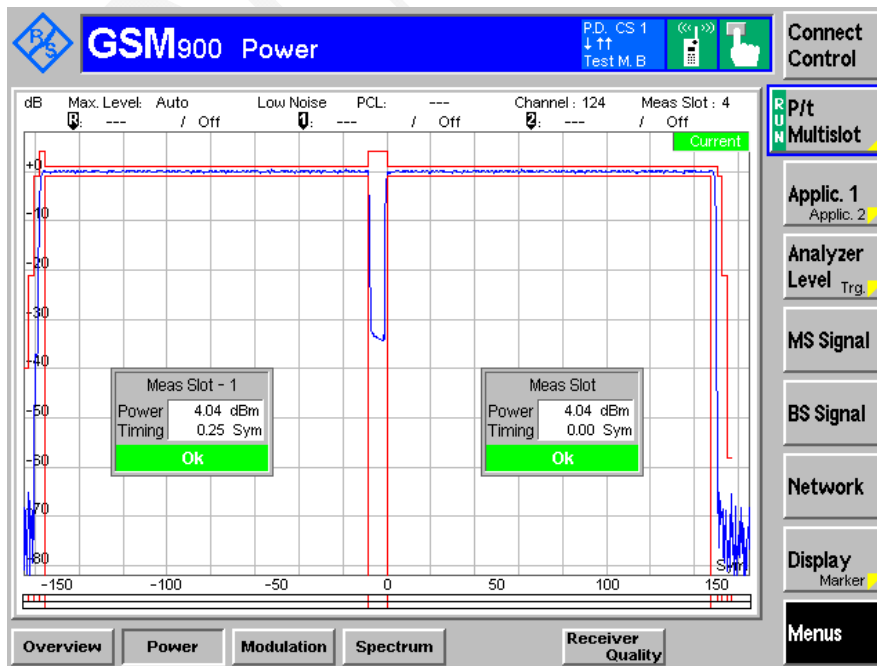 R&S
GSM900 Power
P.D. CS 1
↓ ↑↑
Test M. B
Connect
Control
dB Max. Level: Auto Low Noise PCL: --- Channel : 124 Meas Slot : 4
R: --- / Off 1: --- / Off 2: --- / Off
Current
RUN
P/t
Multislot
+0
-10
-20
-30
-40
-50
-60
-70
-80
Applic. 1
Applic. 2
Analyzer
Level Trg.
MS Signal
BS Signal
Network
Display
Marker
Menus
Meas Slot - 1
Power 4.04 dBm
Timing 0.25 Sym
Ok
Meas Slot
Power 4.04 dBm
Timing 0.00 Sym
Ok
Sym
-150 -100 -50 0 50 100 150
Overview Power Modulation Spectrum Receiver
Quality